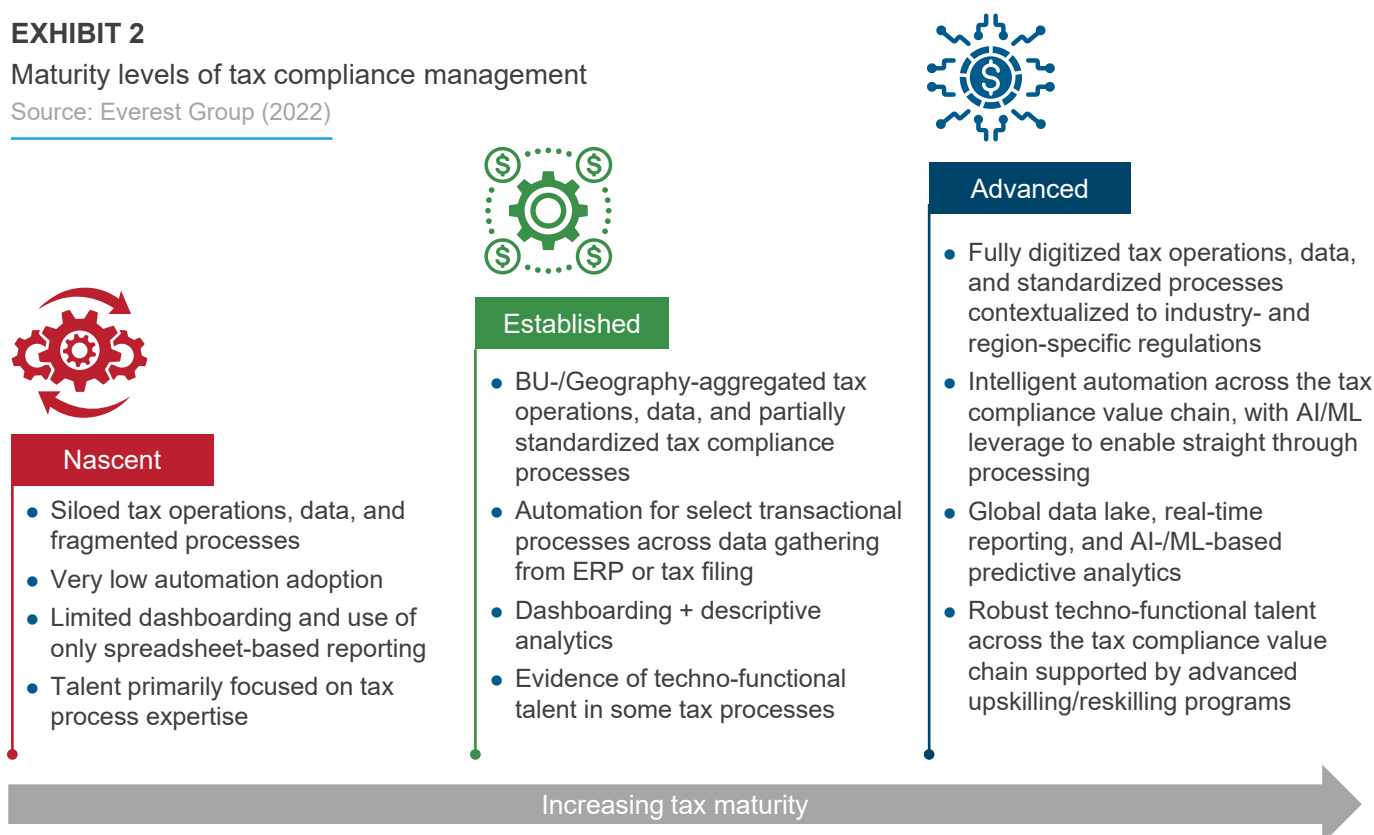 EXHIBIT 2
Maturity levels of tax compliance management
Source: Everest Group (2022)
Nascent
• Siloed tax operations, data, and
fragmented processes
• Very low automation adoption
• Limited dashboarding and use of
only spreadsheet-based reporting
• Talent primarily focused on tax
process expertise
$ $
$ $
Established
• BU-/Geography-aggregated tax
operations, data, and partially
standardized tax compliance
processes
• Automation for select transactional
processes across data gathering
from ERP or tax filing
• Dashboarding + descriptive
analytics
• Evidence of techno-functional
talent in some tax processes
$
Advanced
• Fully digitized tax operations, data,
and standardized processes
contextualized to industry- and
region-specific regulations
• Intelligent automation across the tax
compliance value chain, with AI/ML
leverage to enable straight through
processing
• Global data lake, real-time
reporting, and AI-/ML-based
predictive analytics
• Robust techno-functional talent
across the tax compliance value
chain supported by advanced
upskilling/reskilling programs
Increasing tax maturity